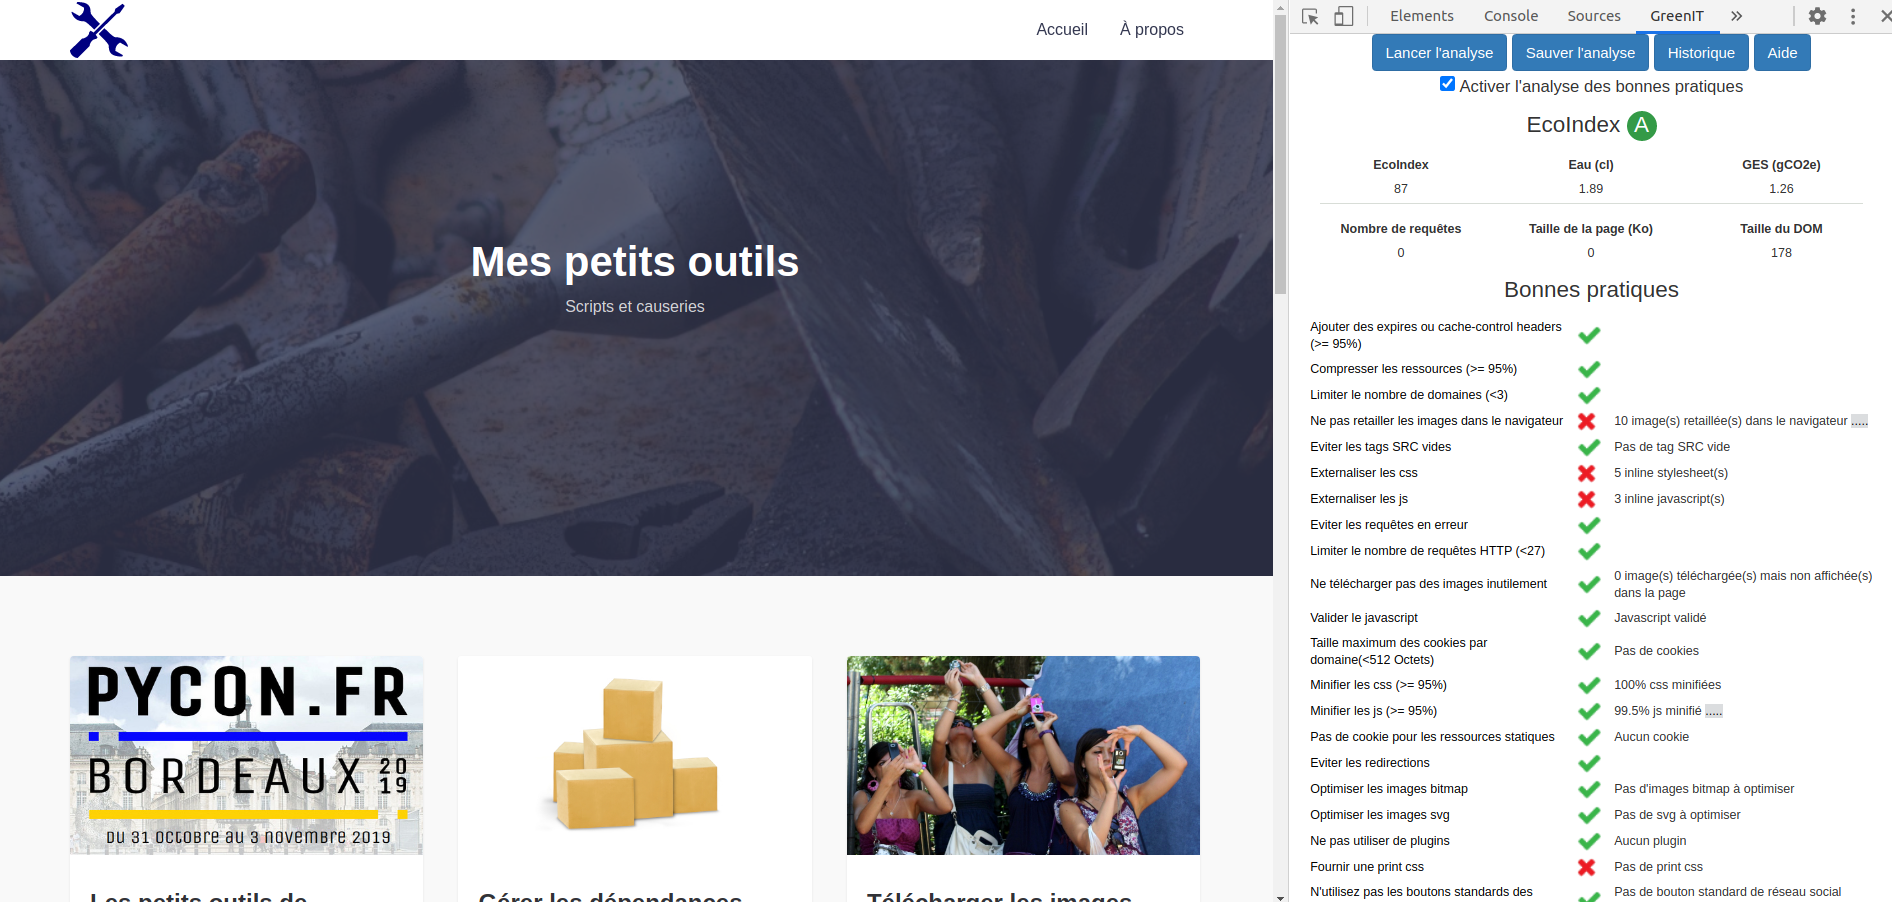 Accueil
À propos
Mes petits outils
Scripts et causeries
PYCON.FR
BORDEAUX 2019
DU 31 octobre au 3 novembre 2019
Les petits outils de
Gérer les dépendances
Télécharger les images
Elements
Console
Sources
GreenIT
Lancer l'analyse
Sauver l'analyse
Historique
Aide
Activer l'analyse des bonnes pratiques
EcoIndex A
EcoIndex
Eau (cl)
GES (gCO2e)
87
1.89
1.26
Nombre de requêtes
Taille de la page (Ko)
Taille du DOM
0
0
178
Bonnes pratiques
Ajouter des expires ou cache-control headers
(>= 95%)
Compresser les ressources (>= 95%)
Limiter le nombre de domaines (<3)
Ne pas retailler les images dans le navigateur
10 image(s) retaillée(s) dans le navigateur .....
Eviter les tags SRC vides
Pas de tag SRC vide
Externaliser les css
5 inline stylesheet(s)
Externaliser les js
3 inline javascript(s)
Eviter les requêtes en erreur
Limiter le nombre de requêtes HTTP (<27)
Ne télécharger pas des images inutilement
0 image(s) téléchargée(s) mais non affichée(s)
dans la page
Valider le javascript
Javascript validé
Taille maximum des cookies par
domaine(<512 Octets)
Pas de cookies
Minifier les css (>= 95%)
100% css minifiées
Minifier les js (>= 95%)
99.5% js minifié .....
Pas de cookie pour les ressources statiques
Aucun cookie
Eviter les redirections
Optimiser les images bitmap
Pas d'images bitmap à optimiser
Optimiser les images svg
Pas de svg à optimiser
Ne pas utiliser de plugins
Aucun plugin
Fournir une print css
Pas de print css
N'utilisez pas les boutons standards des
Pas de bouton standard de réseau social